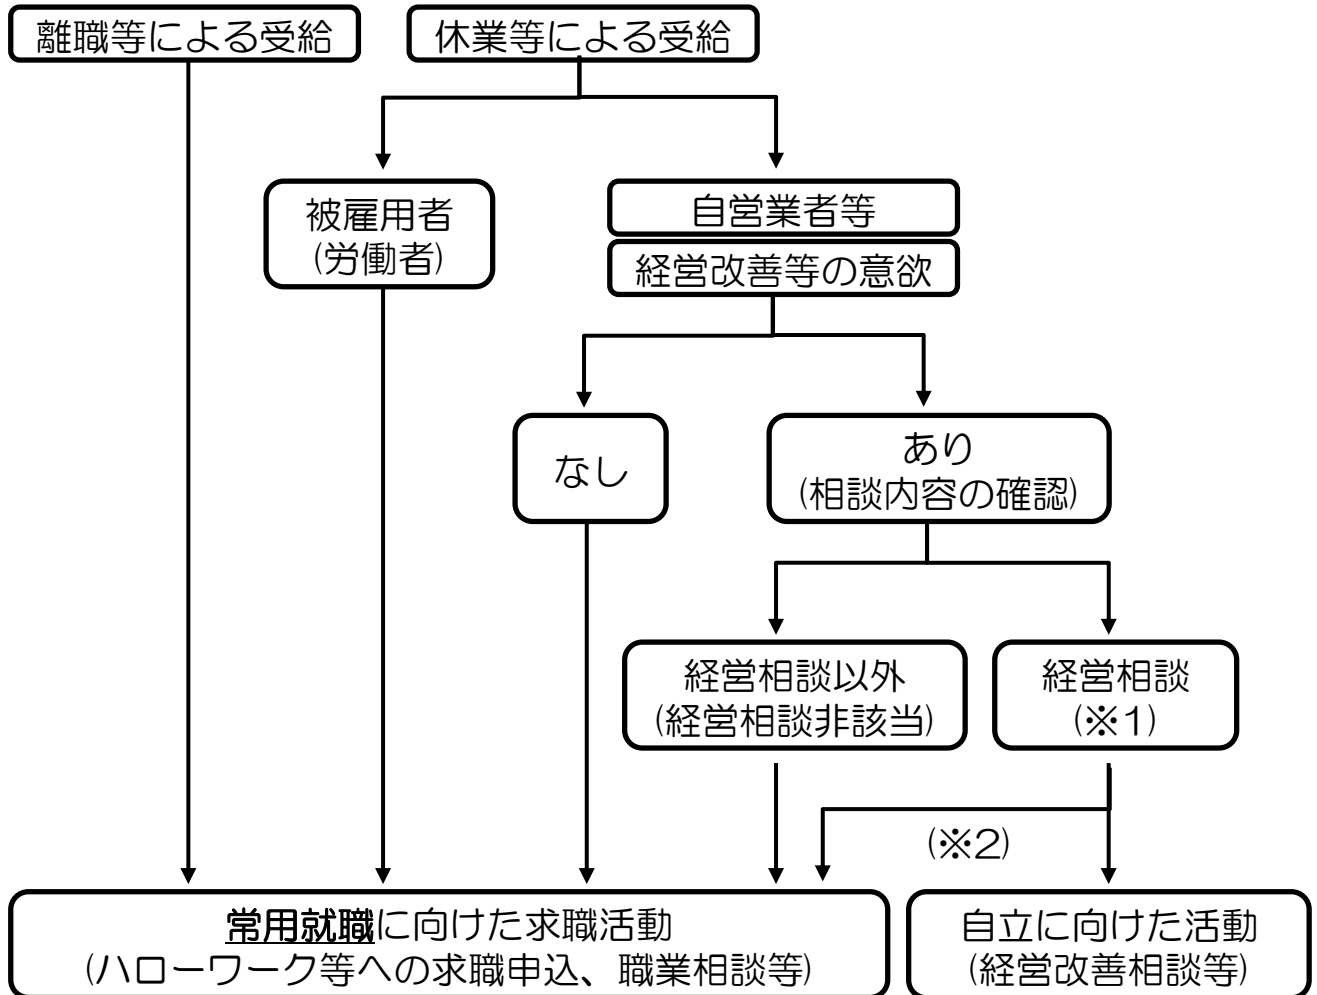 離職等による受給
休業等による受給
被雇用者
(労働者)
自営業者等
経営改善等の意欲
なし
あり
(相談内容の確認)
経営相談以外
(経営相談非該当)
経営相談
(※1)
(※2)
常用就職に向けた求職活動
(ハローワーク等への求職申込、職業相談等)
自立に向けた活動
(経営改善相談等)